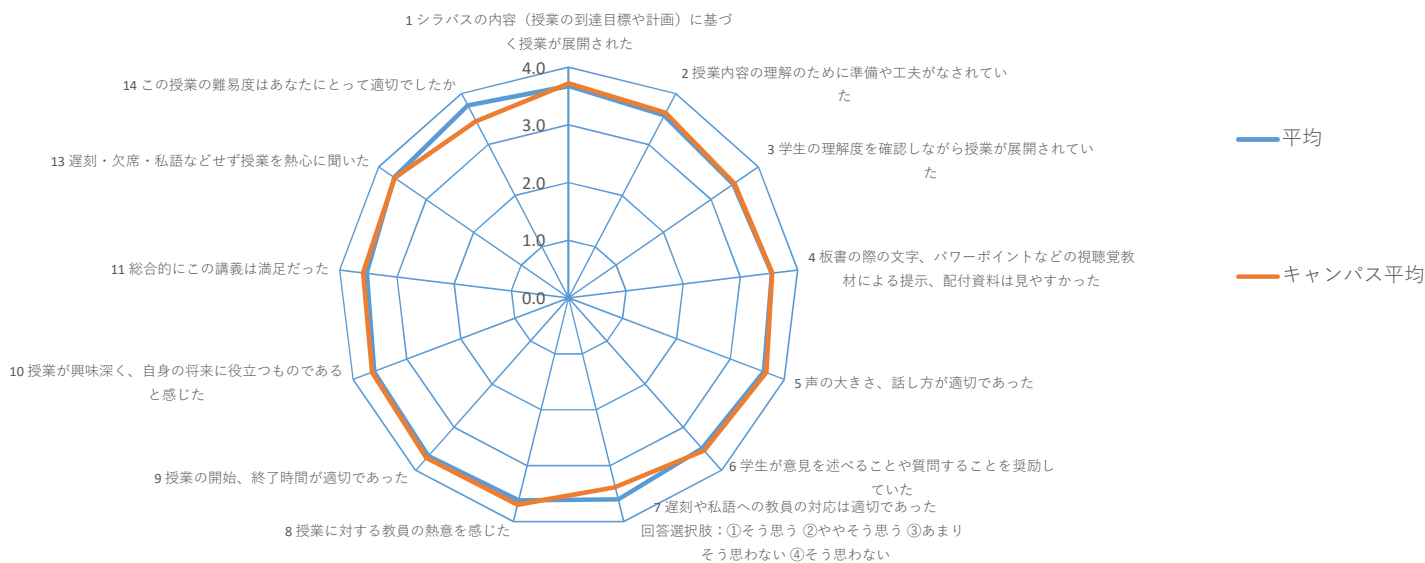 1 シラバスの内容（授業の到達目標や計画）に基づ
く授業が展開された
2 授業内容の理解のために準備や工夫がなされてい
た
3 学生の理解度を確認しながら授業が展開されてい
た
4 板書の際の文字、パワーポイントなどの視聴覚教
材による提示、配付資料は見やすかった
5 声の大きさ、話し方が適切であった
6 学生が意見を述べることや質問することを奨励し
ていた
7 遅刻や私語への教員の対応は適切であった
回答選択肢：①そう思う ②ややそう思う ③あまり
そう思わない ④そう思わない
8 授業に対する教員の熱意を感じた
9 授業の開始、終了時間が適切であった
10 授業が興味深く、自身の将来に役立つものである
と感じた
11 総合的にこの講義は満足だった
13 遅刻・欠席・私語などせず授業を熱心に聞いた
14 この授業の難易度はあなたにとって適切でしたか
4.0
3.0
2.0
1.0
0.0
平均
キャンパス平均